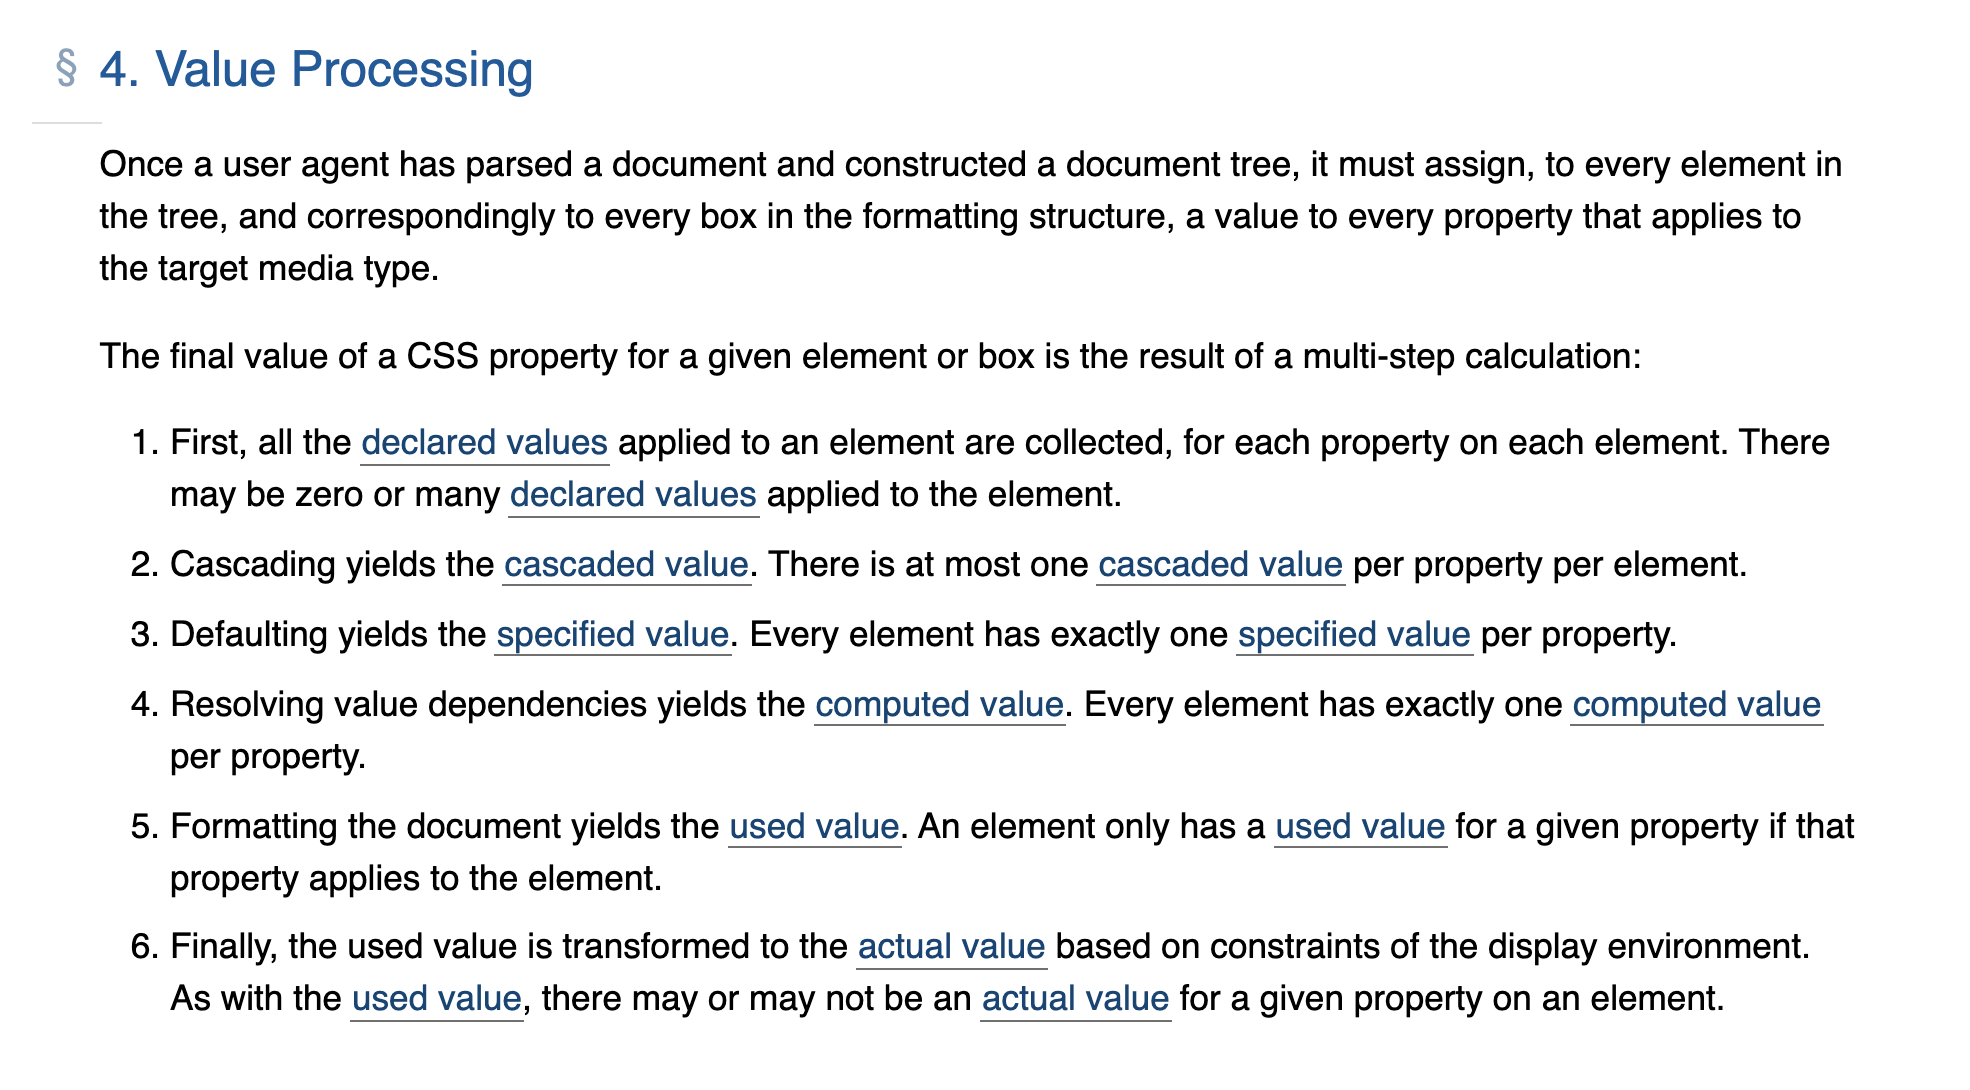 § 4. Value Processing
Once a user agent has parsed a document and constructed a document tree, it must assign, to every element in
the tree, and correspondingly to every box in the formatting structure, a value to every property that applies to
the target media type.
The final value of a CSS property for a given element or box is the result of a multi-step calculation:
1. First, all the declared values applied to an element are collected, for each property on each element. There
may be zero or many declared values applied to the element.
2. Cascading yields the cascaded value. There is at most one cascaded value per property per element.
3. Defaulting yields the specified value. Every element has exactly one specified value per property.
4. Resolving value dependencies yields the computed value. Every element has exactly one computed value
per property.
5. Formatting the document yields the used value. An element only has a used value for a given property if that
property applies to the element.
6. Finally, the used value is transformed to the actual value based on constraints of the display environment.
As with the used value, there may or may not be an actual value for a given property on an element.